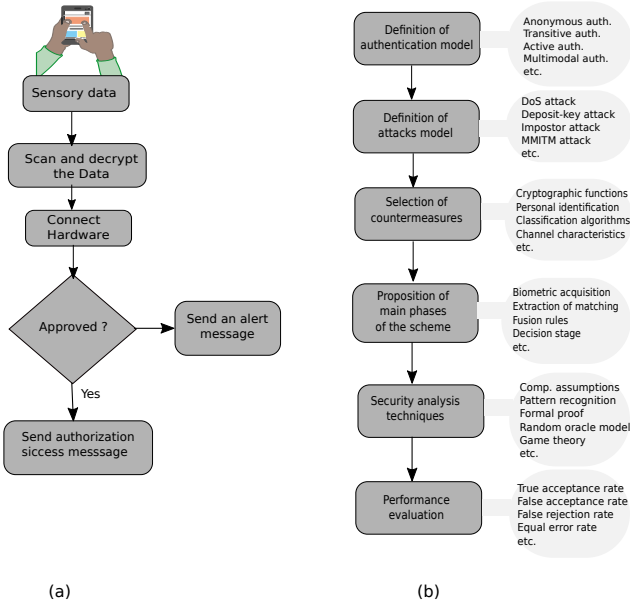 Sensory data
Scan and decrypt
the Data
Connect
Hardware
Approved ?
Send an alert
message
Yes
Send authorization
siccess messsage
(a)
Definition of
authentication model
Anonymous auth.
Transitive auth.
Active auth.
Multimodal auth.
etc.
Definition of
attacks model
DoS attack
Deposit-key attack
Impostor attack
MMITM attack
etc.
Selection of
countermeasures
Cryptographic functions
Personal identification
Classification algorithms
Channel characteristics
etc.
Proposition of
main phases
of the scheme
Biometric acquisition
Extraction of matching
Fusion rules
Decision stage
etc.
Security analysis
techniques
Comp. assumptions
Pattern recognition
Formal proof
Random oracle model
Game theory
etc.
Performance
evaluation
True acceptance rate
False acceptance rate
False rejection rate
Equal error rate
etc.
(b)